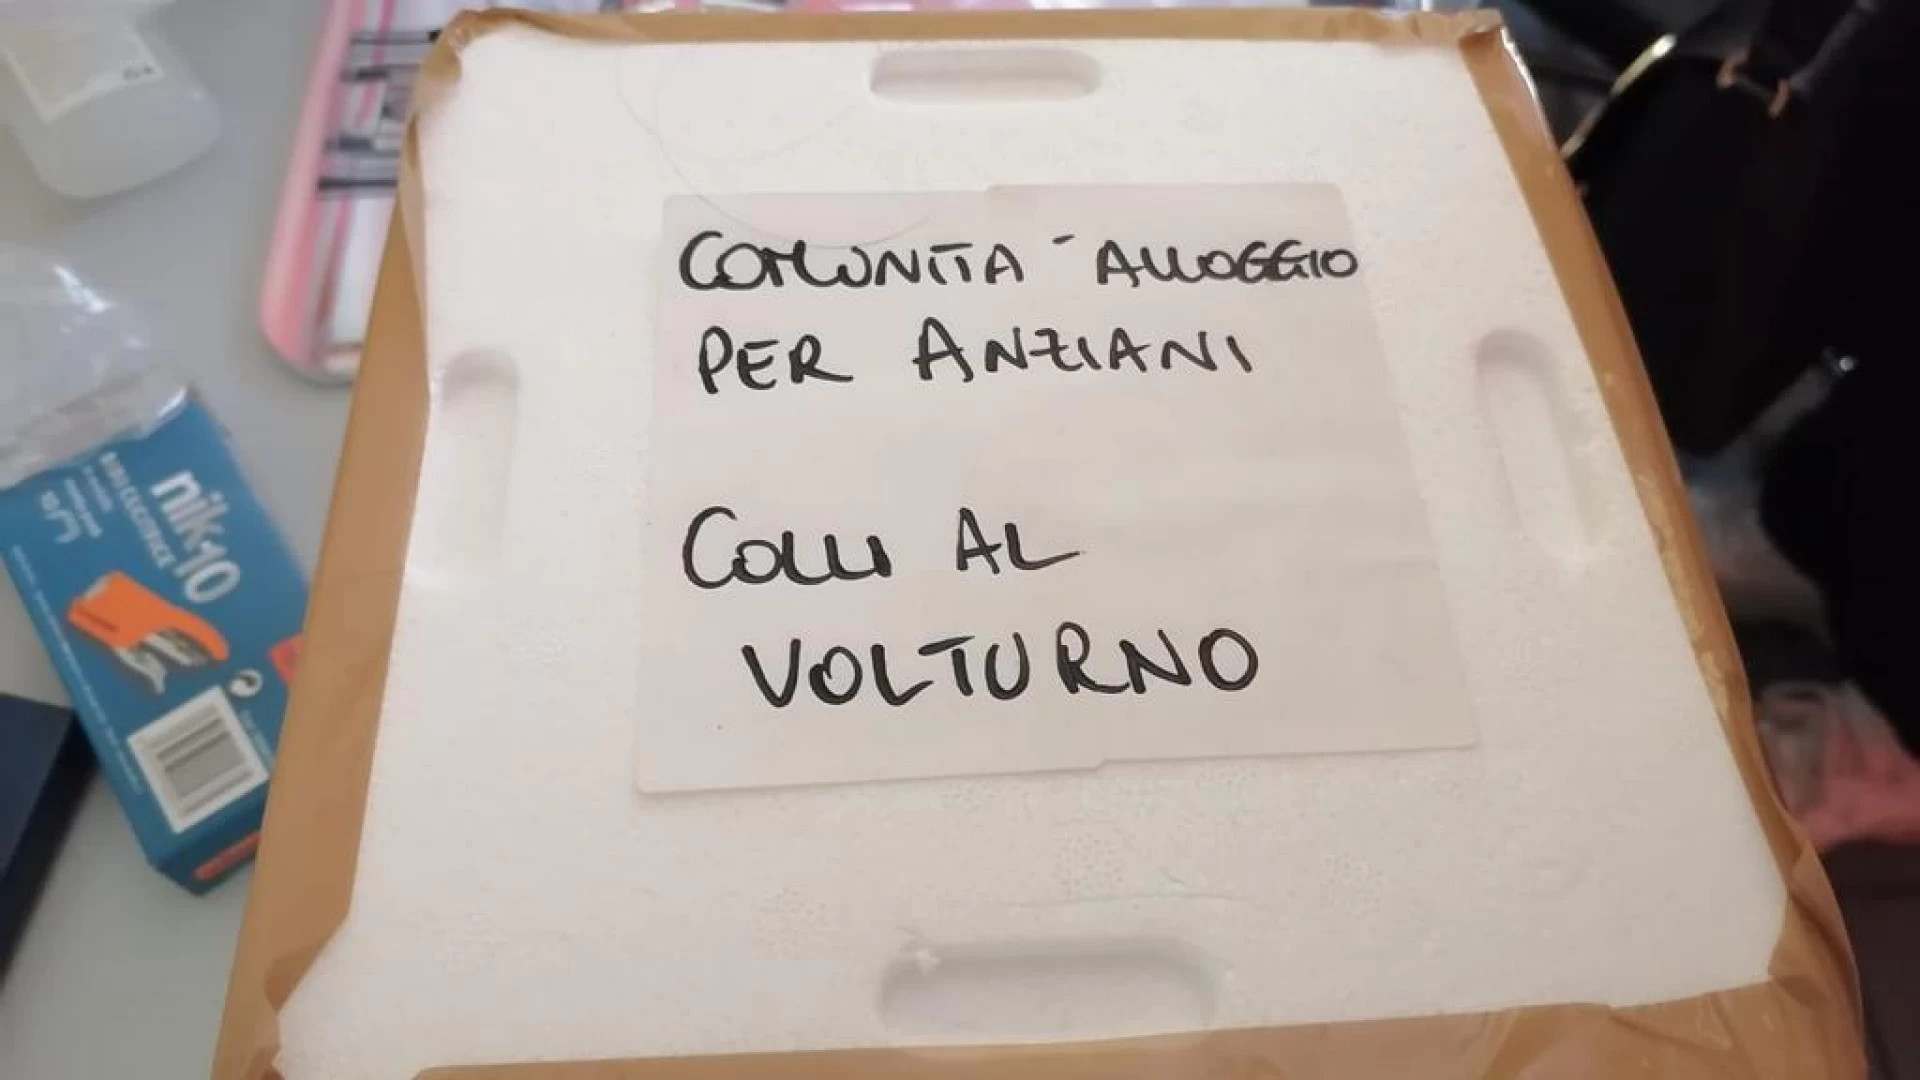 COMUNITA - ALLOGGIO
PER ANZIANI
COLLI AL
VOLTURNO
nik10